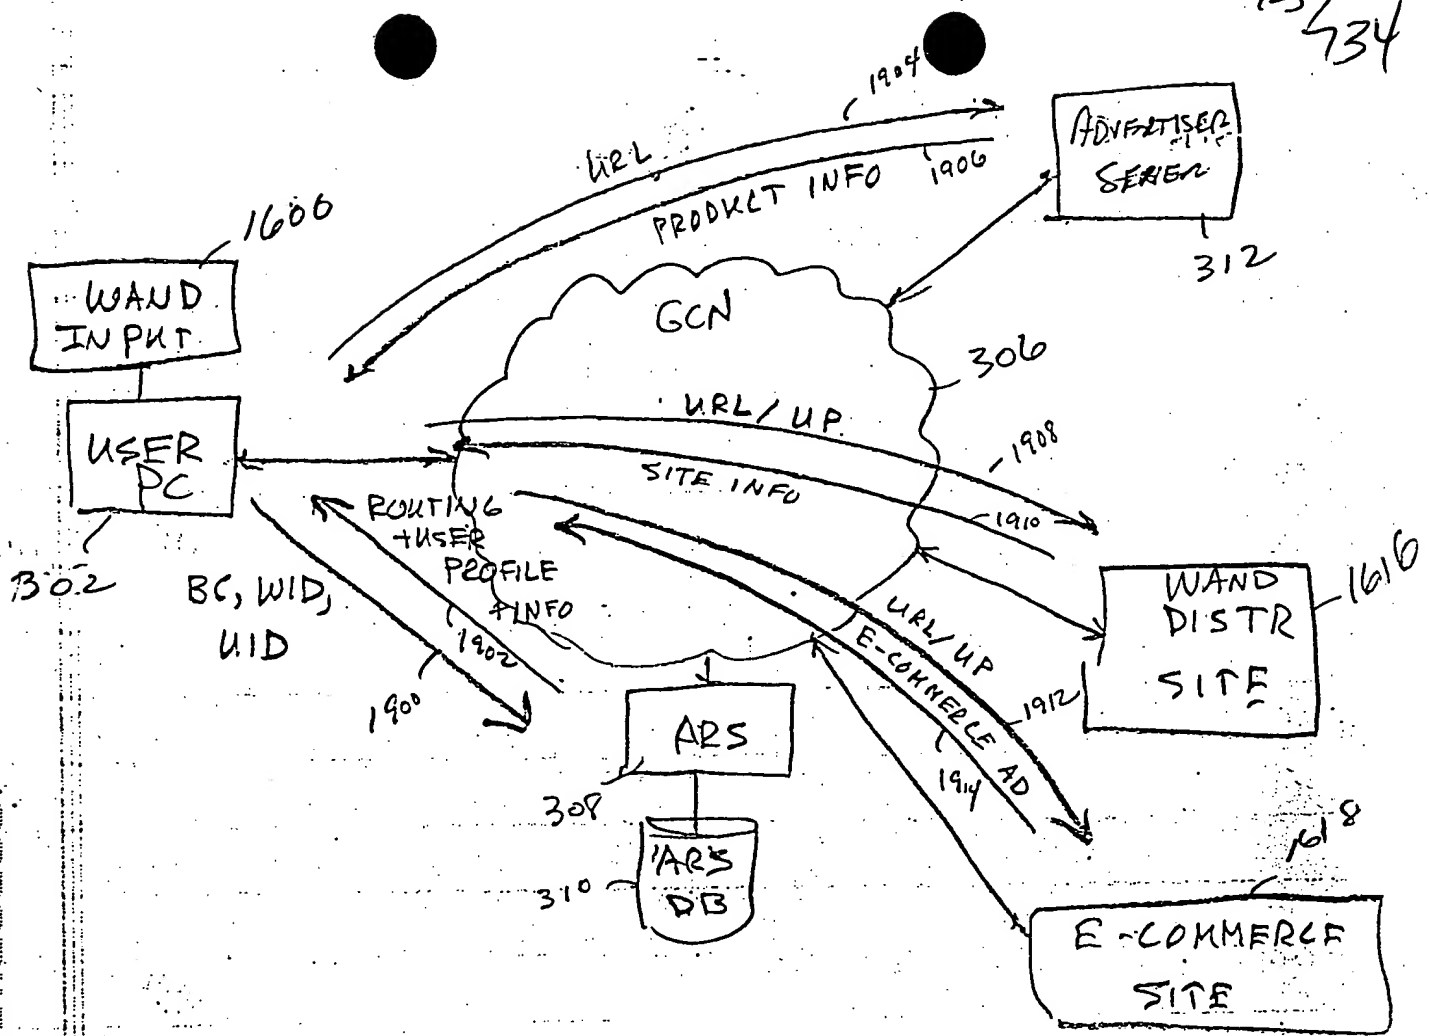 734
1904
URL
PRODUCT INFO
1906
ADVERTISER
SERVER
312
1600
WAND
INPUT
GCN
306
USER
PC
302
URL/UP
1908
SITE INFO
1910
ROUTING
+USER
PROFILE
+INFO
1902
BC, WID,
UID
1900
WAND
DISTR
SITE
1616
URL/UP
1912
E-COMMERCE AD
1914
ARS
308
ARS
DB
310
1618
E-COMMERCE
SITE